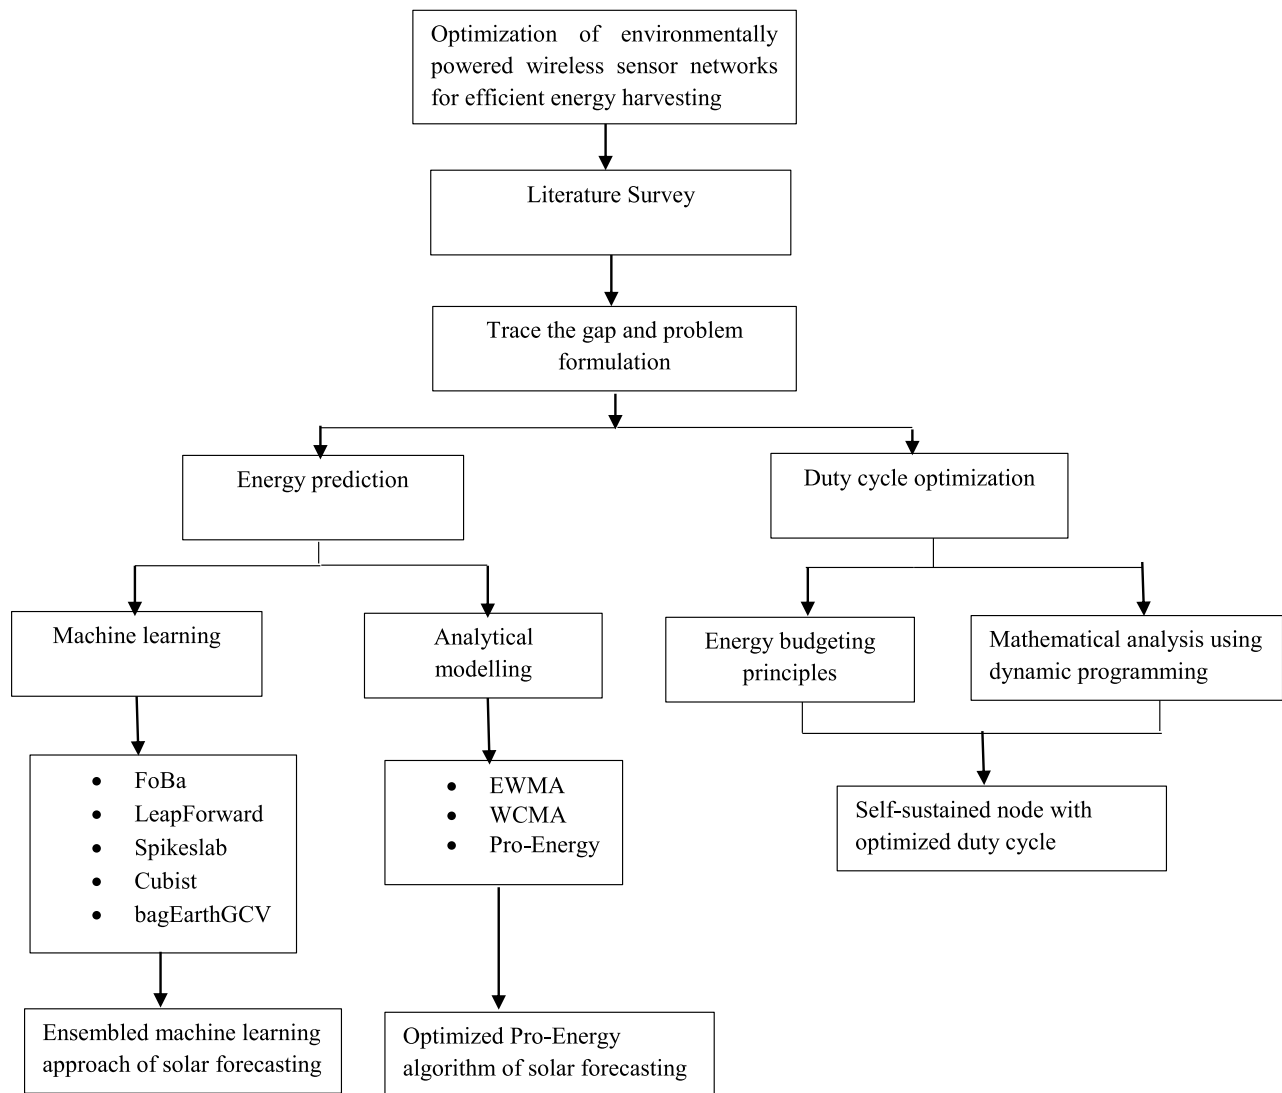 Optimization of environmentally
powered wireless sensor networks
for efficient energy harvesting
Literature Survey
Trace the gap and problem
formulation
Energy prediction
Duty cycle optimization
Machine learning
Analytical
modelling
Energy budgeting
principles
Mathematical analysis using
dynamic programming
• FoBa
• LeapForward
• Spikeslab
• Cubist
• bagEarthGCV
• EWMA
• WCMA
• Pro-Energy
Self-sustained node with
optimized duty cycle
Ensembled machine learning
approach of solar forecasting
Optimized Pro-Energy
algorithm of solar forecasting